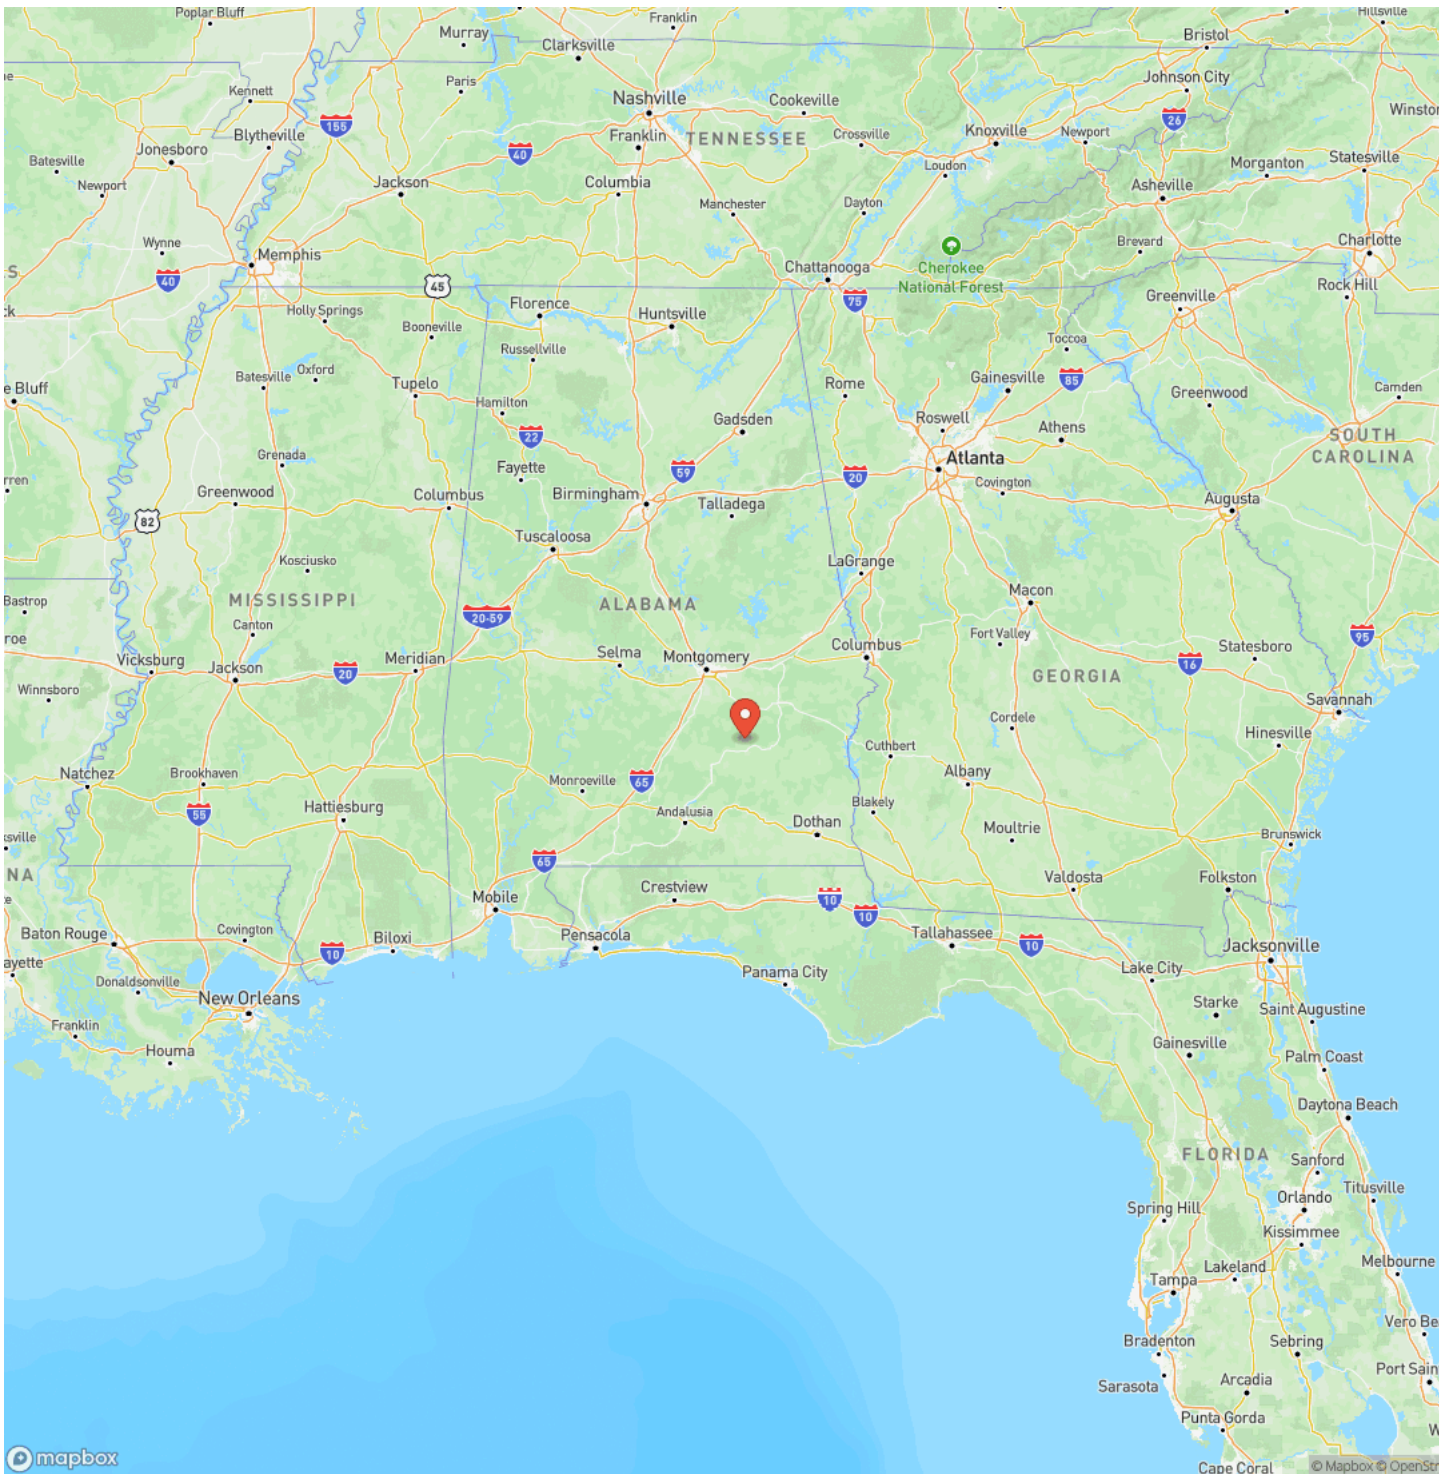 Poplar Bluff
Franklin
Hillsville
Murray
Clarksville
Bristol
Johnson City
Paris
Kennett
Nashville
Cookeville
Winston
155
Blytheville
26
Franklin
TENNESSEE
Crossville
Knoxville
Newport
Jonesboro
40
Batesville
Loudon
Morganton
Statesville
Newport
Jackson
Columbia
Asheville
Manchester
Dayton
Wynne
Memphis
Brevard
Charlotte
40
Chattanooga
Cherokee
National Forest
45
75
Rock Hill
Greenville
Holly Springs
Florence
Huntsville
Booneville
Toccoa
Russellville
Oxford
Batesville
Tupelo
Rome
Gainesville
85
e Bluff
Greenwood
Camden
Hamilton
Gadsden
Roswell
Athens
22
SOUTH
CAROLINA
Grenada
59
Atlanta
Fayette
20
Greenwood
Columbus
Birmingham
Talladega
Covington
Augusta
82
Tuscaloosa
Kosciusko
LaGrange
Bastrop
MISSISSIPPI
ALABAMA
Macon
20-59
Canton
Fort Valley
95
roe
Vicksburg
Jackson
20
Meridian
Selma
Montgomery
Columbus
Statesboro
16
GEORGIA
Winnsboro
Savannah
Cordele
Hinesville
Cuthbert
Natchez
Brookhaven
Monroeville
65
Albany
55
Hattiesburg
Andalusia
Blakely
Dothan
Moultrie
Brunswick
ksville
65
NA
Mobile
Crestview
10
10
Valdosta
Folkston
Baton Rouge
Covington
10
Biloxi
Pensacola
Tallahassee
10
Jacksonville
ayette
Donaldsonville
Panama City
Lake City
New Orleans
Starke
Saint Augustine
Franklin
Houma
Gainesville
Palm Coast
Daytona Beach
FLORIDA
Sanford
Titusville
Orlando
Spring Hill
Kissimmee
Melbourne
Lakeland
Tampa
Vero Be
Bradenton
Sebring
Port Sain
Sarasota
Arcadia
Punta Gorda
Cape Coral
mapbox
© Mapbox © OpenStr